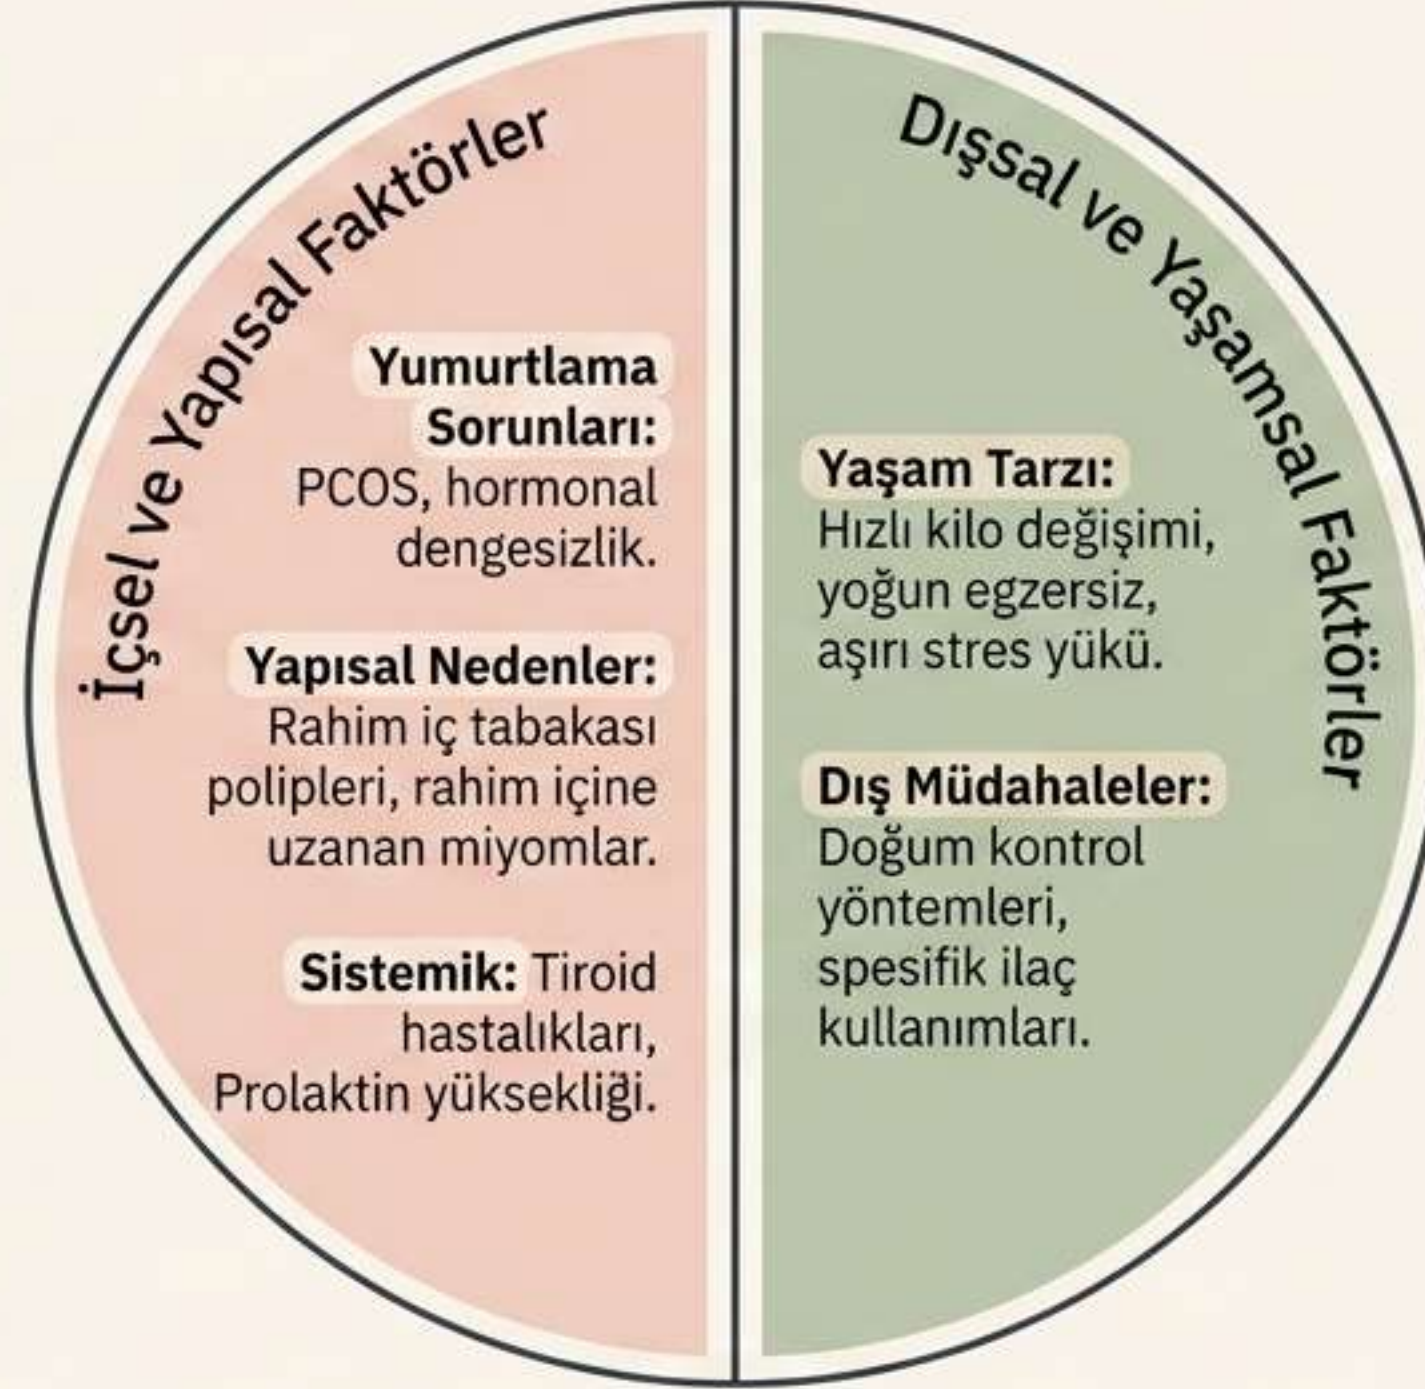 İçsel ve Yapısal Faktörler
Yumurtlama
Sorunları:
PCOS, hormonal
dengesizlik.
Yapısal Nedenler:
Rahim iç tabakası
polipleri, rahim içine
uzanan miyomlar.
Sistemik: Tiroid
hastalıkları,
Prolaktin yüksekliği.
Dışsal ve Yaşamsal Faktörler
Yaşam Tarzı:
Hızlı kilo değişimi,
yoğun egzersiz,
aşırı stres yükü.
Dış Müdahaleler:
Doğum kontrol
yöntemleri,
spesifik ilaç
kullanımları.